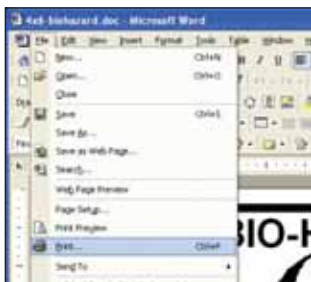 4x6-biohazard.doc - Microsoft Word
File Edit View Insert Format Tools Table Window H
New... Ctrl+N
Open... Ctrl+O
Close
Save Ctrl+S
Save As...
Save as Web Page...
Search...
Web Page Preview
Page Setup...
Print Preview
Print... Ctrl+P
Send To
BIO-H